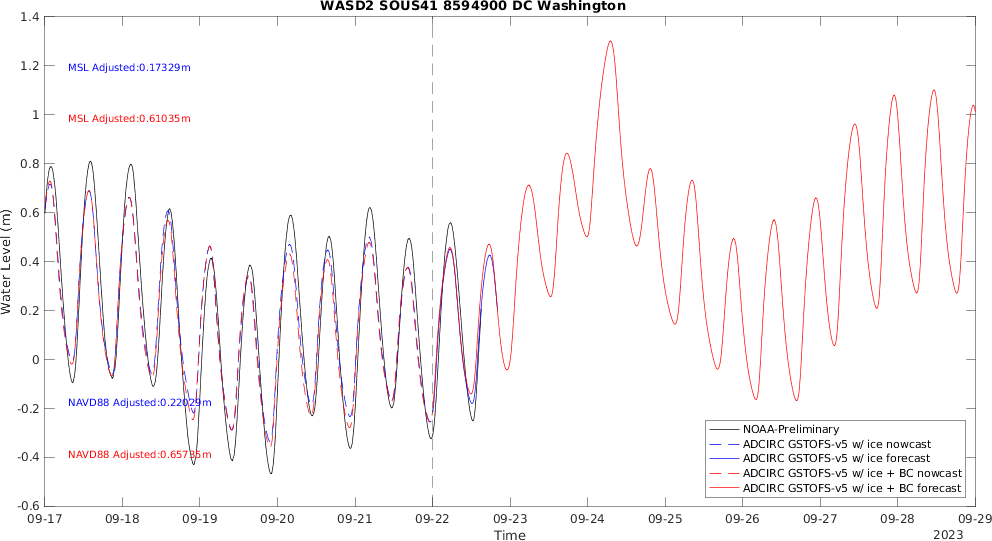 WASD2 SOUS41 8594900 DC Washington
1.4
1.2
1
0.8
0.6
0.4
0.2
0
-0.2
-0.4
-0.6
Water Level (m)
MSL Adjusted:0.17329m
MSL Adjusted:0.61035m
NAVD88 Adjusted:0.22029m
NAVD88 Adjusted:0.65735m
NOAA-Preliminary
ADCIRC GSTOFS-v5 w/ ice nowcast
ADCIRC GSTOFS-v5 w/ ice forecast
ADCIRC GSTOFS-v5 w/ ice + BC nowcast
ADCIRC GSTOFS-v5 w/ ice + BC forecast
09-17 09-18 09-19 09-20 09-21 09-22 09-23 09-24 09-25 09-26 09-27 09-28 09-29
Time
2023